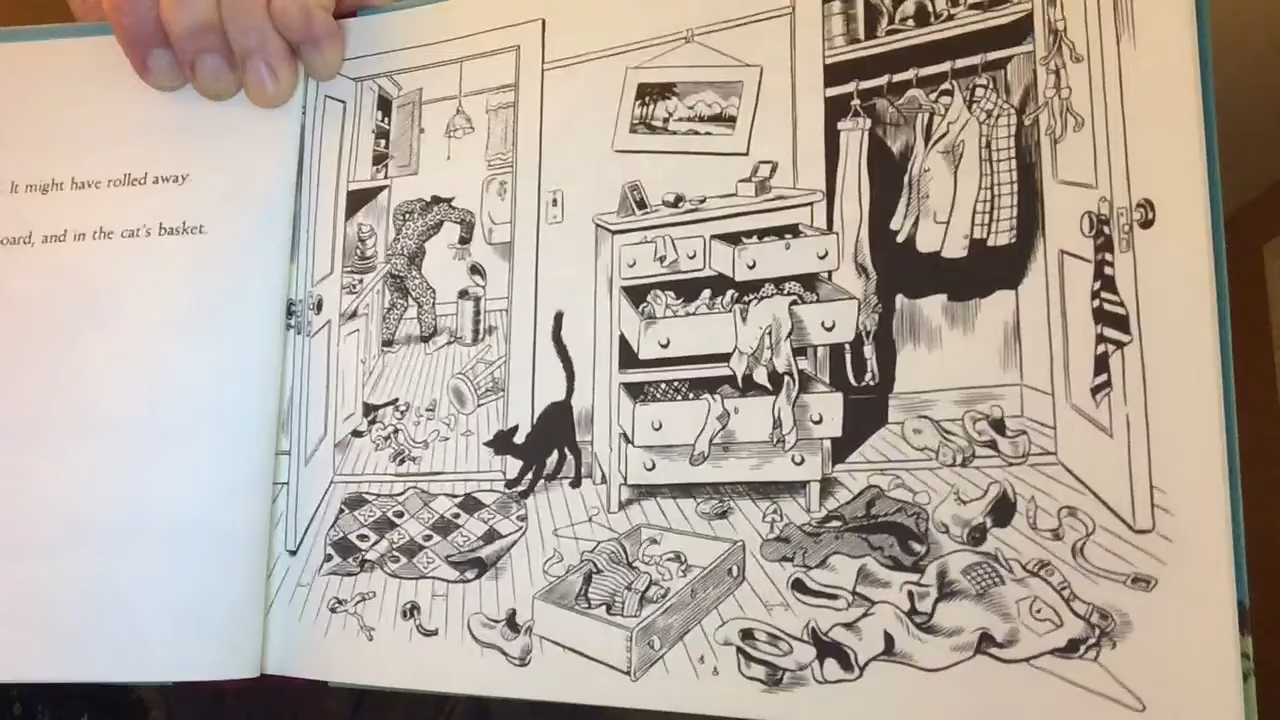 It might have rolled away.
oard, and in the cat's basket.